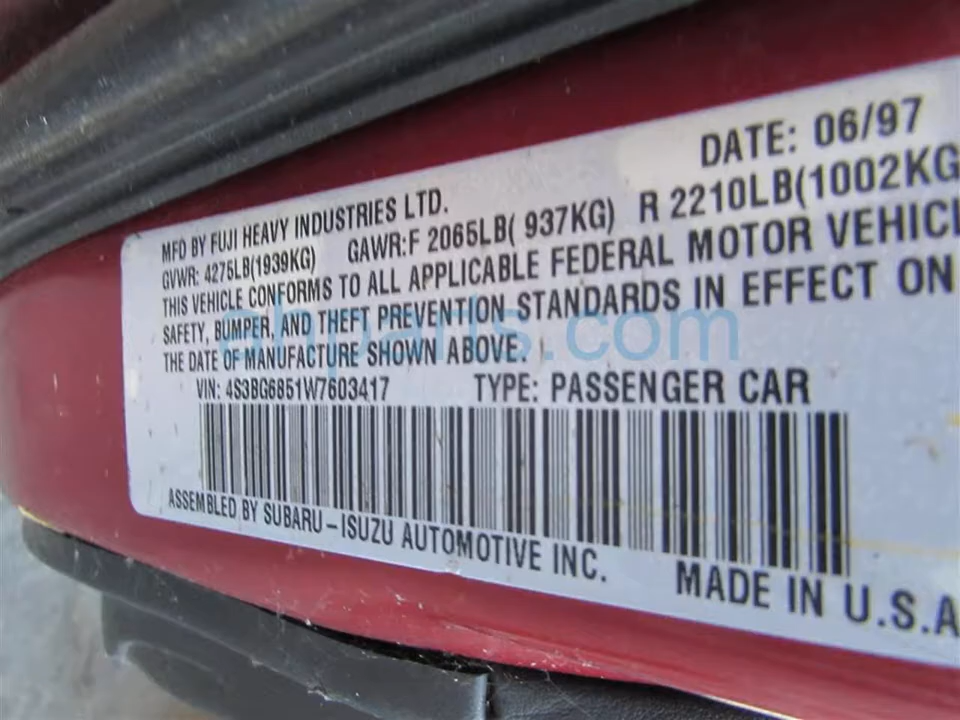 DATE: 06/97
MFD BY FUJI HEAVY INDUSTRIES LTD.
GVWR: 4275LB(1939KG) GAWR:F 2065LB( 937KG) R 2210LB(1002KG
THIS VEHICLE CONFORMS TO ALL APPLICABLE FEDERAL MOTOR VEHICL
SAFETY, BUMPER, AND THEFT PREVENTION STANDARDS IN EFFECT ON
THE DATE OF MANUFACTURE SHOWN ABOVE.
ahparts.com
VIN: 4S3BG6851W7603417 TYPE: PASSENGER CAR
ASSEMBLED BY SUBARU-ISUZU AUTOMOTIVE INC.
MADE IN U.S.A